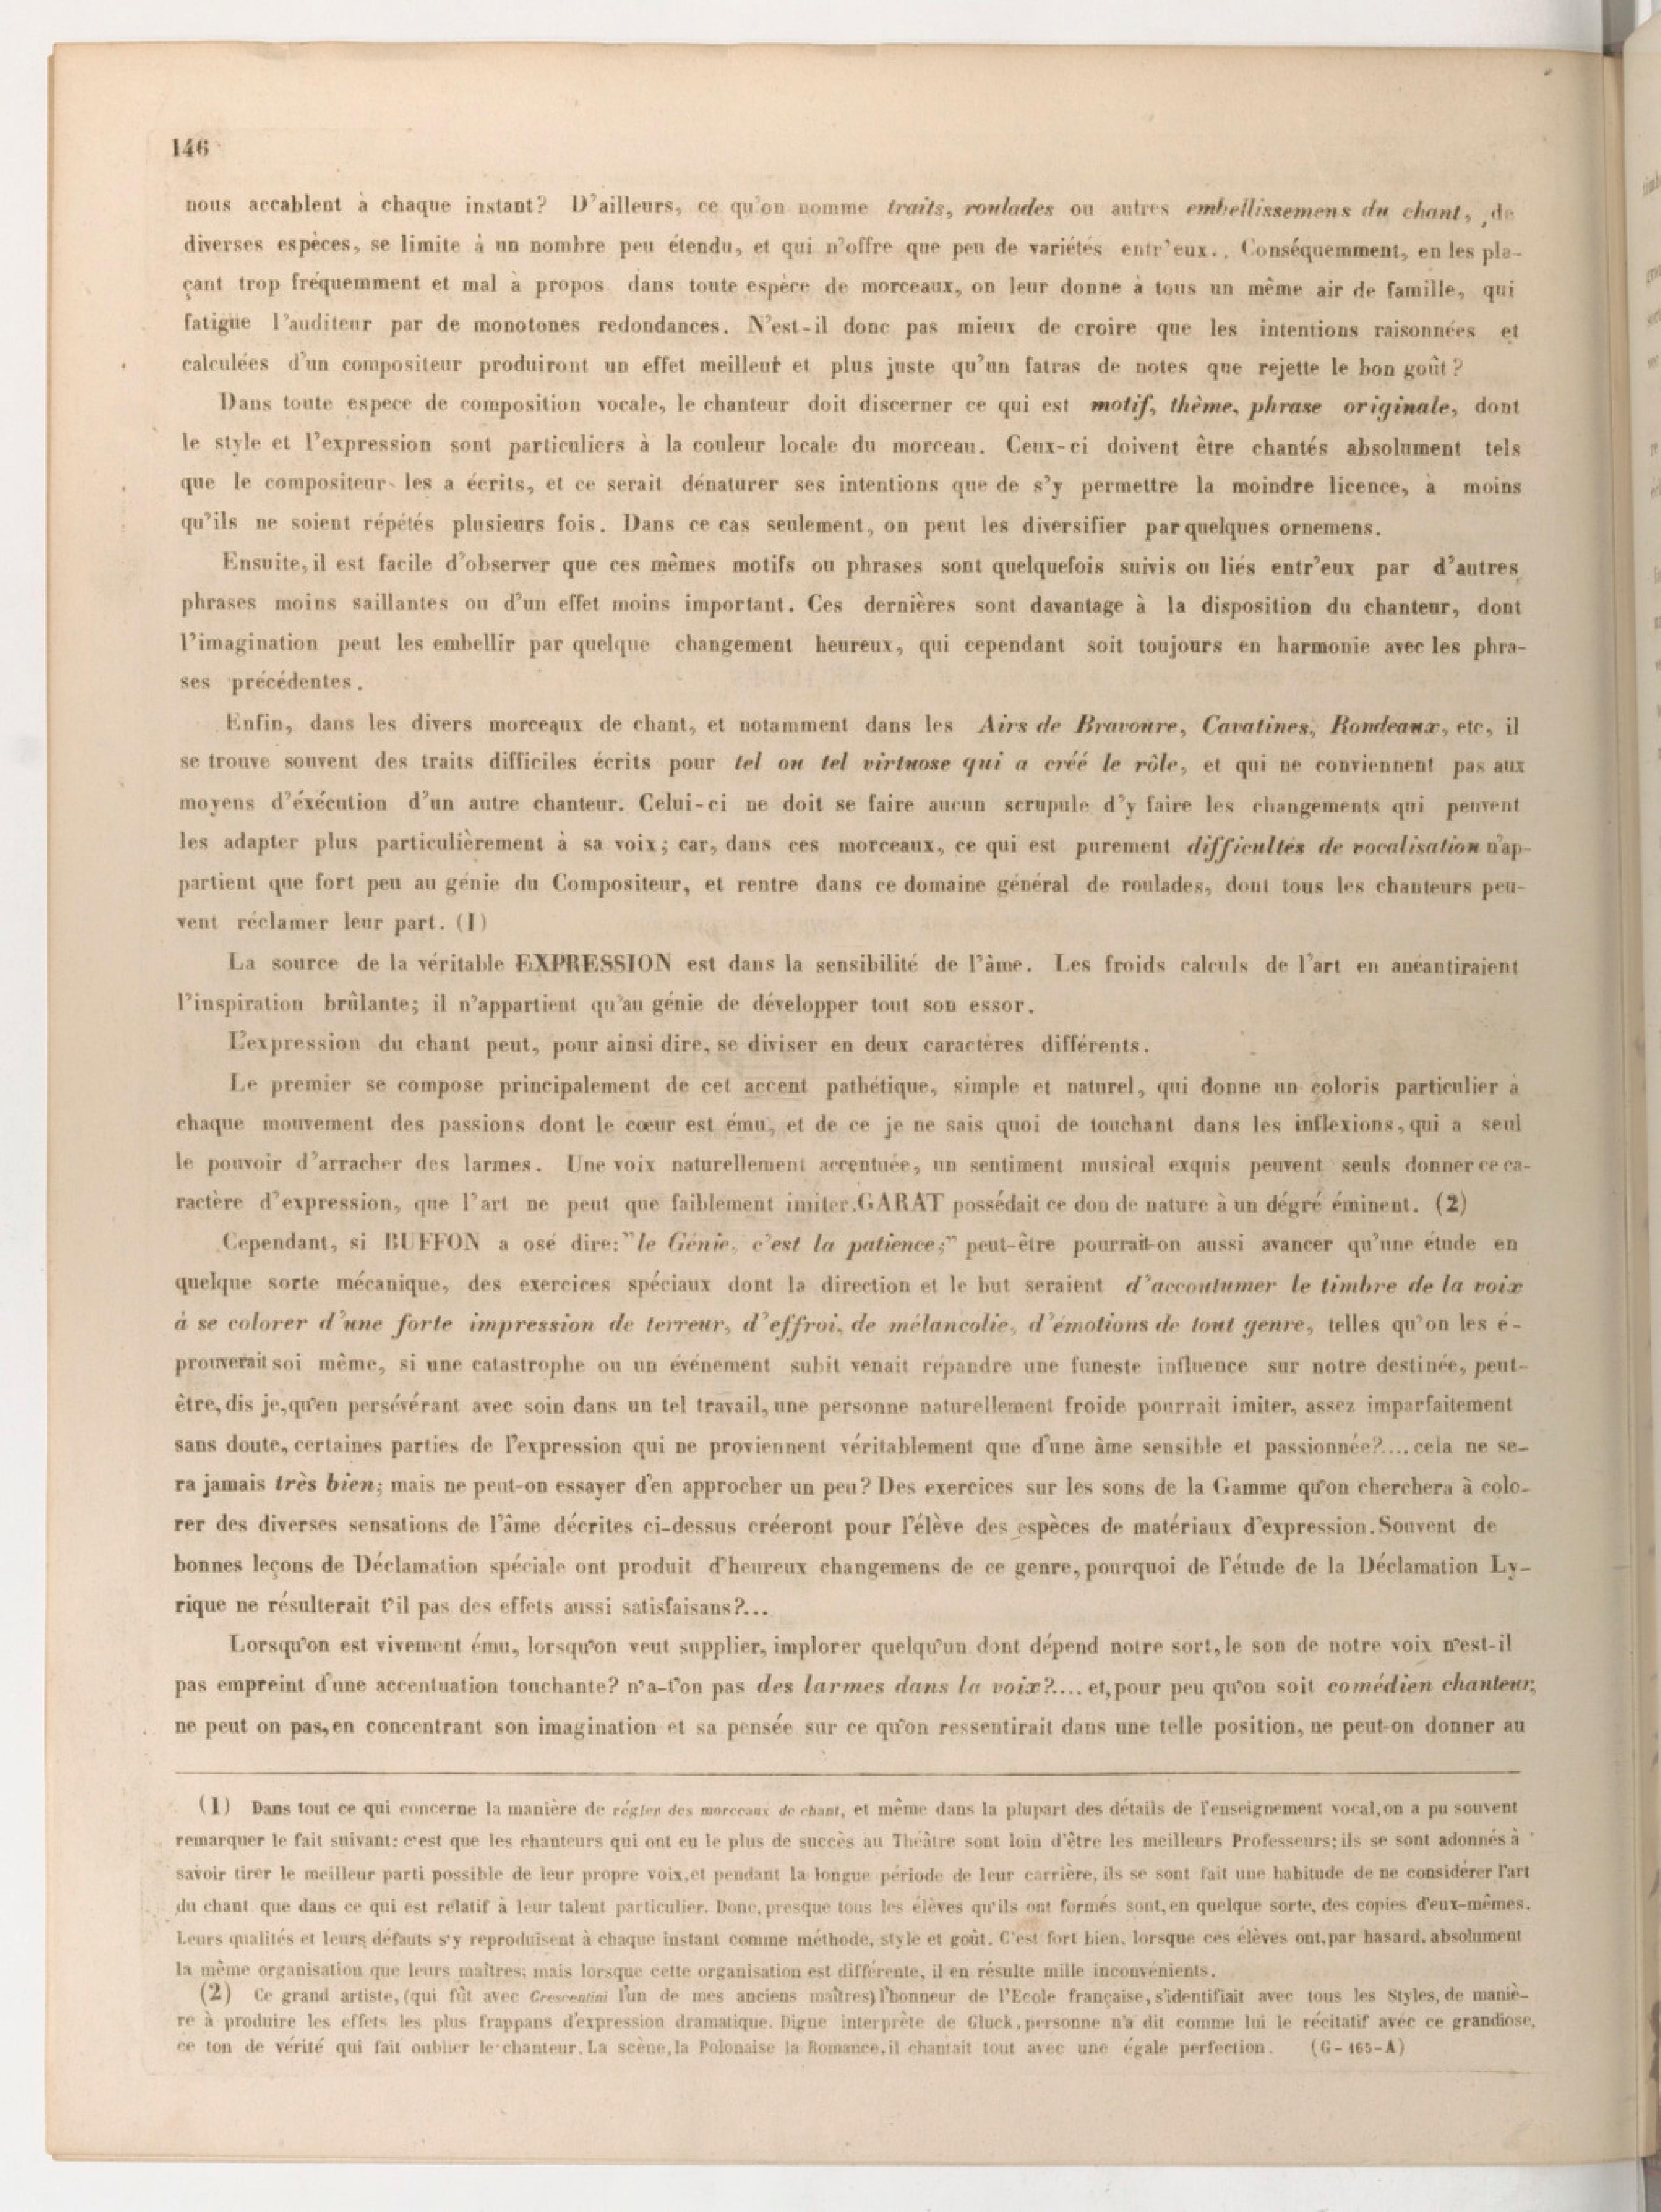 146
nous accablent à chaque instant? D'ailleurs, ce qu'on nomme traits, roulades ou autres embellissemens du chant, de
diverses espèces, se limite à un nombre peu étendu, et qui n'offre que peu de variétés entr'eux.. Conséquemment, en les pla-
çant trop fréquemment et mal à propos dans toute espèce de morceaux, on leur donne à tous un même air de famille, qui
fatigue l'auditeur par de monotones redondances. N'est-il donc pas mieux de croire que les intentions raisonnées et
calculées d'un compositeur produiront un effet meilleur et plus juste qu'un fatras de notes que rejette le bon goût?
Dans toute espece de composition vocale, le chanteur doit discerner ce qui est motif, thème, phrase originale, dont
le style et l'expression sont particuliers à la couleur locale du morceau. Ceux-ci doivent être chantés absolument tels
que le compositeur les a écrits, et ce serait dénaturer ses intentions que de s'y permettre la moindre licence, à moins
qu'ils ne soient répétés plusieurs fois. Dans ce cas seulement, on peut les diversifier par quelques ornemens.
Ensuite, il est facile d'observer que ces mêmes motifs ou phrases sont quelquefois suivis ou liés entr'eux par d'autres
phrases moins saillantes ou d'un effet moins important. Ces dernières sont davantage à la disposition du chanteur, dont
l'imagination peut les embellir par quelque changement heureux, qui cependant soit toujours en harmonie avec les phra-
ses précédentes.
Enfin, dans les divers morceaux de chant, et notamment dans les Airs de Bravoure, Cavatines, Rondeaux, etc, il
se trouve souvent des traits difficiles écrits pour tel ou tel virtuose qui a créé le rôle, et qui ne conviennent pas aux
moyens d'éxécution d'un autre chanteur. Celui-ci ne doit se faire aucun scrupule d'y faire les changements qui peuvent
les adapter plus particulièrement à sa voix; car, dans ces morceaux, ce qui est purement difficultés de vocalisation n'ap-
partient que fort peu au génie du Compositeur, et rentre dans ce domaine général de roulades, dont tous les chanteurs peu-
vent réclamer leur part. (1)
La source de la véritable EXPRESSION est dans la sensibilité de l'âme. Les froids calculs de l'art en anéantiraient
l'inspiration brûlante; il n'appartient qu'au génie de développer tout son essor.
L'expression du chant peut, pour ainsi dire, se diviser en deux caractères différents.
Le premier se compose principalement de cet accent pathétique, simple et naturel, qui donne un coloris particulier à
chaque mouvement des passions dont le cœur est ému, et de ce je ne sais quoi de touchant dans les inflexions, qui a seul
le pouvoir d'arracher des larmes. Une voix naturellement accentuée, un sentiment musical exquis peuvent seuls donner ce ca-
ractère d'expression, que l'art ne peut que faiblement imiter. GARAT possédait ce don de nature à un dégré éminent. (2)
Cependant, si BUFFON a osé dire: "le Génie, c'est la patience;" peut-être pourrait-on aussi avancer qu'une étude en
quelque sorte mécanique, des exercices spéciaux dont la direction et le but seraient d'accoutumer le timbre de la voix
à se colorer d'une forte impression de terreur, d'effroi, de mélancolie, d'émotions de tout genre, telles qu'on les é-
prouverait soi même, si une catastrophe ou un événement subit venait répandre une funeste influence sur notre destinée, peut-
être, dis je, qu'en persévérant avec soin dans un tel travail, une personne naturellement froide pourrait imiter, assez imparfaitement
sans doute, certaines parties de l'expression qui ne proviennent véritablement que d'une âme sensible et passionnée?.... cela ne se-
ra jamais très bien; mais ne peut-on essayer d'en approcher un peu? Des exercices sur les sons de la Gamme qu'on cherchera à colo-
rer des diverses sensations de l'âme décrites ci-dessus créeront pour l'élève des espèces de matériaux d'expression. Souvent de
bonnes leçons de Déclamation spéciale ont produit d'heureux changemens de ce genre, pourquoi de l'étude de la Déclamation Ly-
rique ne résulterait t'il pas des effets aussi satisfaisans?...
Lorsqu'on est vivement ému, lorsqu'on veut supplier, implorer quelqu'un dont dépend notre sort, le son de notre voix n'est-il
pas empreint d'une accentuation touchante? n'a-t'on pas des larmes dans la voix?.... et, pour peu qu'on soit comédien chanteur,
ne peut on pas, en concentrant son imagination et sa pensée sur ce qu'on ressentirait dans une telle position, ne peut-on donner au
(1) Dans tout ce qui concerne la manière de régler des morceaux de chant, et même dans la plupart des détails de l'enseignement vocal, on a pu souvent
remarquer le fait suivant: c'est que les chanteurs qui ont eu le plus de succès au Théâtre sont loin d'être les meilleurs Professeurs; ils se sont adonnés à
savoir tirer le meilleur parti possible de leur propre voix, et pendant la longue période de leur carrière, ils se sont fait une habitude de ne considérer l'art
du chant que dans ce qui est relatif à leur talent particulier. Donc, presque tous les élèves qu'ils ont formés sont, en quelque sorte, des copies d'eux-mêmes.
Leurs qualités et leurs défauts s'y reproduisent à chaque instant comme méthode, style et goût. C'est fort bien, lorsque ces élèves ont, par hasard, absolument
la même organisation que leurs maîtres; mais lorsque cette organisation est différente, il en résulte mille inconvénients.
(2) Ce grand artiste, (qui fût avec Crescentini l'un de mes anciens maîtres) l'honneur de l'Ecole française, s'identifiait avec tous les Styles, de maniè-
re à produire les effets les plus frappans d'expression dramatique. Digne interprète de Gluck, personne n'a dit comme lui le récitatif avec ce grandiose,
ce ton de vérité qui fait oublier le chanteur. La scène, la Polonaise la Romance, il chantait tout avec une égale perfection. (G-165-A)